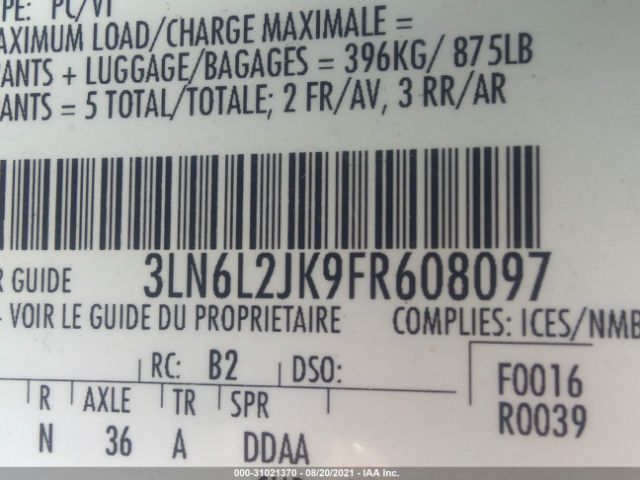 PE: PC/VT
AXIMUM LOAD/CHARGE MAXIMALE =
ANTS + LUGGAGE/BAGAGES = 396KG/ 875LB
ANTS = 5 TOTAL/TOTALE; 2 FR/AV, 3 RR/AR
R GUIDE 3LN6L2JK9FR608097
VOIR LE GUIDE DU PROPRIETAIRE COMPLIES: ICES/NMB
RC: B2 DSO:
F0016
R AXLE TR SPR
R0039
N 36 A DDAA
000-31021370 - 08/20/2021 - IAA Inc.